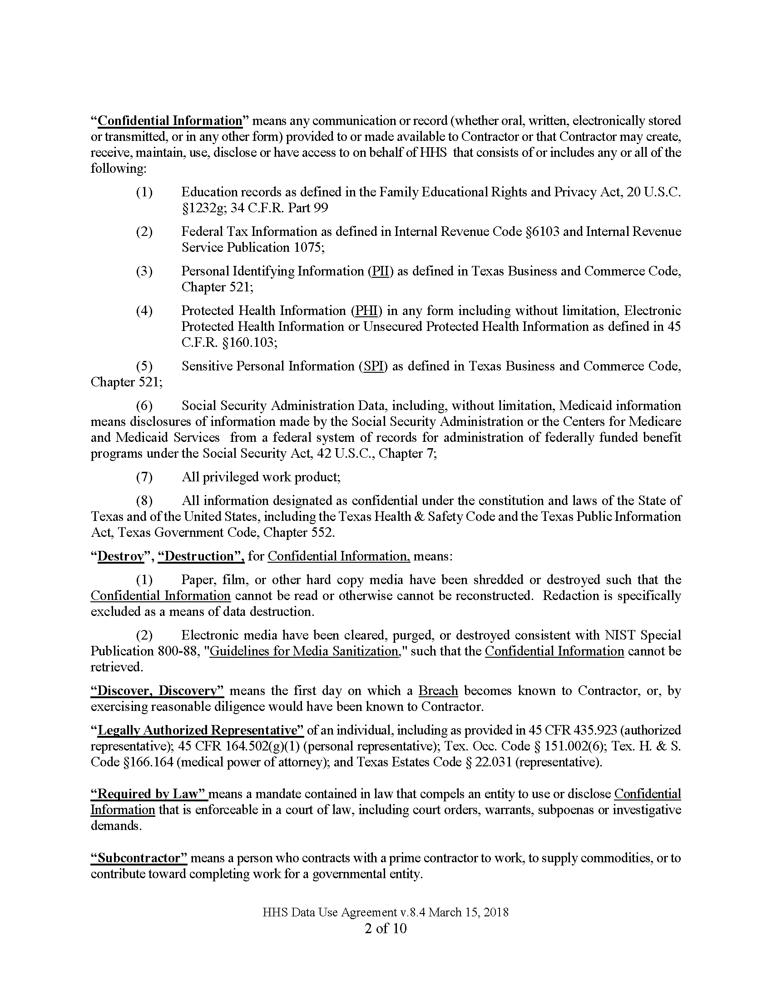 “Confidential Information” means any communication or record (whether oral, written, electronically stored
or transmitted, or in any other form) provided to or made available to Contractor or that Contractor may create,
receive, maintain, use, disclose or have access to on behalf of HHS  that consists of or includes any or all of the
following:
(1) Education records as defined in the Family Educational Rights and Privacy Act, 20 U.S.C.
§1232g; 34 C.F.R. Part 99
(2) Federal Tax Information as defined in Internal Revenue Code §6103 and Internal Revenue
Service Publication 1075;
(3) Personal Identifying Information (PII) as defined in Texas Business and Commerce Code,
Chapter 521;
(4) Protected Health Information (PHI) in any form including without limitation, Electronic
Protected Health Information or Unsecured Protected Health Information as defined in 45
C.F.R. §160.103;
(5) Sensitive Personal Information (SPI) as defined in Texas Business and Commerce Code,
Chapter 521;
(6) Social Security Administration Data, including, without limitation, Medicaid information
means disclosures of information made by the Social Security Administration or the Centers for Medicare
and Medicaid Services  from a federal system of records for administration of federally funded benefit
programs under the Social Security Act, 42 U.S.C., Chapter 7;
(7) All privileged work product;
(8) All information designated as confidential under the constitution and laws of the State of
Texas and of the United States, including the Texas Health & Safety Code and the Texas Public Information
Act, Texas Government Code, Chapter 552.
“Destroy”, “Destruction”, for Confidential Information, means:
(1) Paper, film, or other hard copy media have been shredded or destroyed such that the
Confidential Information cannot be read or otherwise cannot be reconstructed.  Redaction is specifically
excluded as a means of data destruction.
(2) Electronic media have been cleared, purged, or destroyed consistent with NIST Special
Publication 800-88, "Guidelines for Media Sanitization," such that the Confidential Information cannot be
retrieved.
“Discover, Discovery” means the first day on which a Breach becomes known to Contractor, or, by
exercising reasonable diligence would have been known to Contractor.
“Legally Authorized Representative” of an individual, including as provided in 45 CFR 435.923 (authorized
representative); 45 CFR 164.502(g)(1) (personal representative); Tex. Occ. Code § 151.002(6); Tex. H. & S.
Code §166.164 (medical power of attorney); and Texas Estates Code § 22.031 (representative).
“Required by Law” means a mandate contained in law that compels an entity to use or disclose Confidential
Information that is enforceable in a court of law, including court orders, warrants, subpoenas or investigative
demands.
“Subcontractor” means a person who contracts with a prime contractor to work, to supply commodities, or to
contribute toward completing work for a governmental entity.
HHS Data Use Agreement v.8.4 March 15, 2018
2 of 10